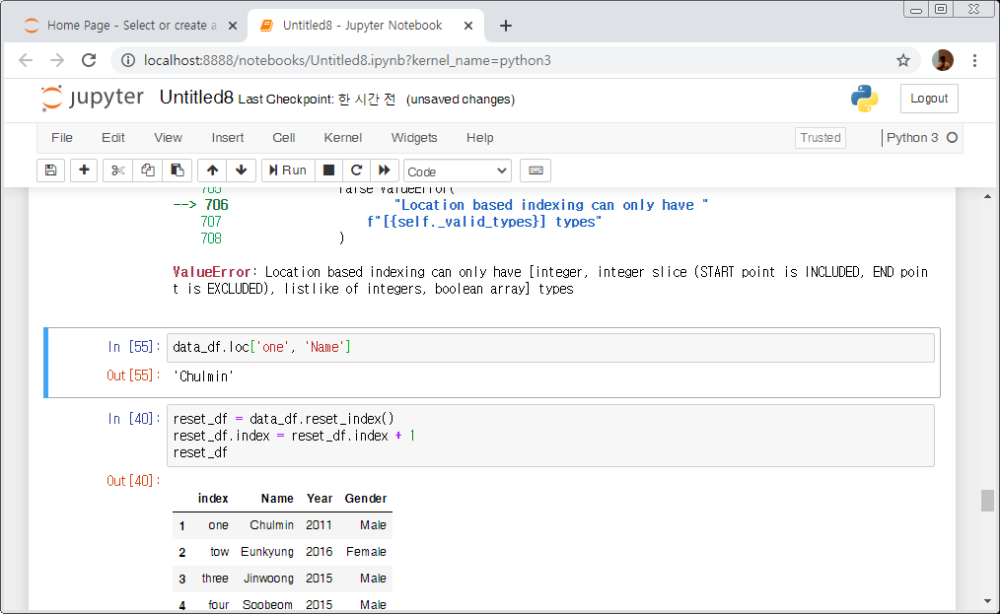 Home Page - Select or create a
Untitled8 - Jupyter Notebook
localhost:8888/notebooks/Untitled8.ipynb?kernel_name=python3
jupyter Untitled8 Last Checkpoint: 한 시간 전 (unsaved changes) Logout
File Edit View Insert Cell Kernel Widgets Help Trusted Python 3
Run Code
705 raise ValueError(
--> 706 "Location based indexing can only have "
707 f"[{self._valid_types}] types"
708 )
ValueError: Location based indexing can only have [integer, integer slice (START point is INCLUDED, END poin
t is EXCLUDED), listlike of integers, boolean array] types
In [55]: data_df.loc['one', 'Name']
Out[55]: 'Chulmin'
In [40]: reset_df = data_df.reset_index()
reset_df.index = reset_df.index + 1
reset_df
Out[40]:
index Name Year Gender
1 one Chulmin 2011 Male
2 tow Eunkyung 2016 Female
3 three Jinwoong 2015 Male
4 four Soobeom 2015 Male